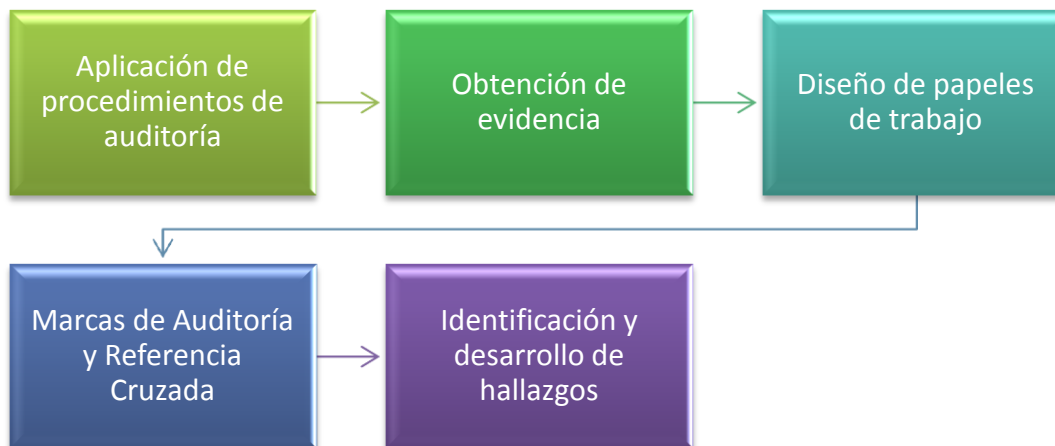 Aplicación de
procedimientos de
auditoría
Obtención de
evidencia
Diseño de papeles
de trabajo
Marcas de Auditoría
y Referencia
Cruzada
Identificación y
desarrollo de
hallazgos